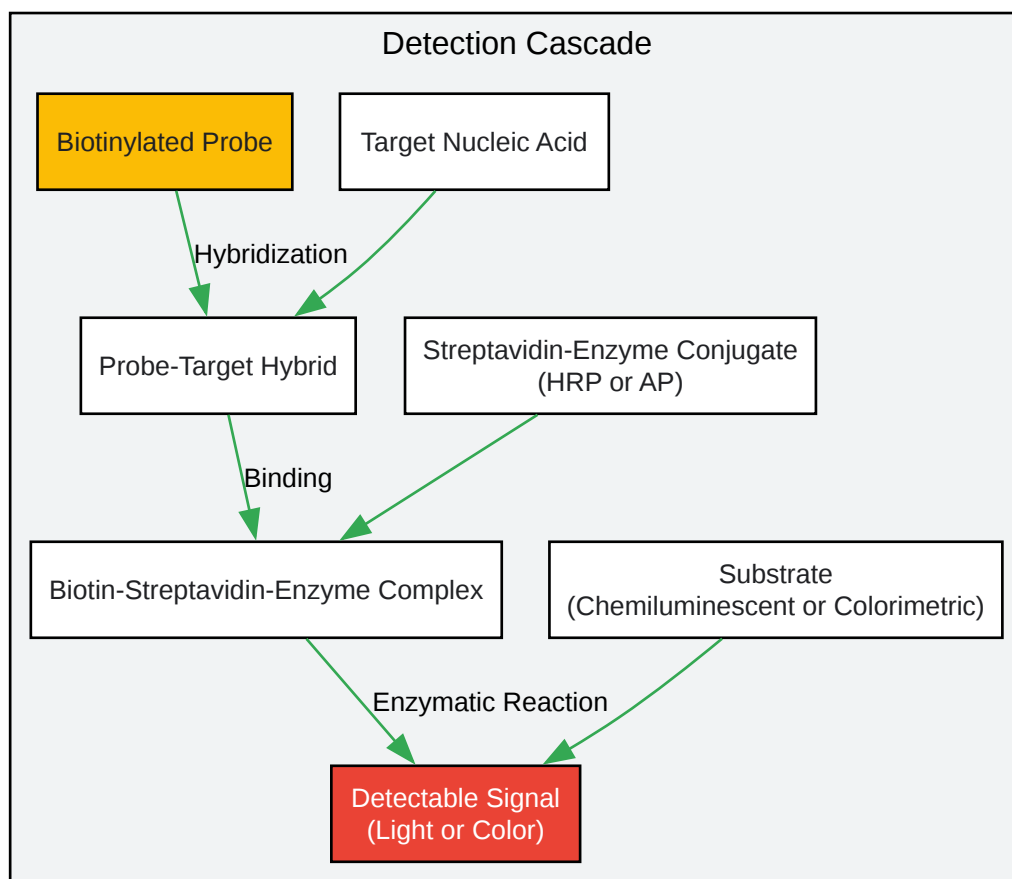 Detection Cascade
Biotinylated Probe
Target Nucleic Acid
Hybridization
Probe-Target Hybrid
Streptavidin-Enzyme Conjugate
(HRP or AP)
Binding
Biotin-Streptavidin-Enzyme Complex
Substrate
(Chemiluminescent or Colorimetric)
Enzymatic Reaction
Detectable Signal
(Light or Color)